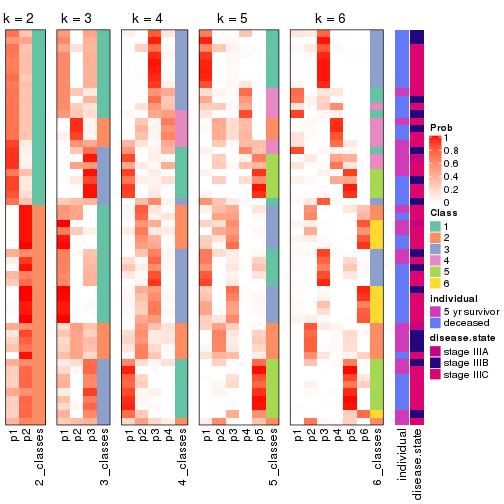 k = 2 k = 3 k = 4 k = 5 k = 6
Prob
1
0.8
0.6
0.4
0.2
0
Class
1
2
3
4
5
6
individual
5 yr survivor
deceased
disease.state
stage IIIA
stage IIIB
stage IIIC
p1 p2 2_classes p1 p2 p3 3_classes p1 p2 p3 p4 4_classes p1 p2 p3 p4 p5 5_classes p1 p2 p3 p4 p5 p6 6_classes individual disease.state